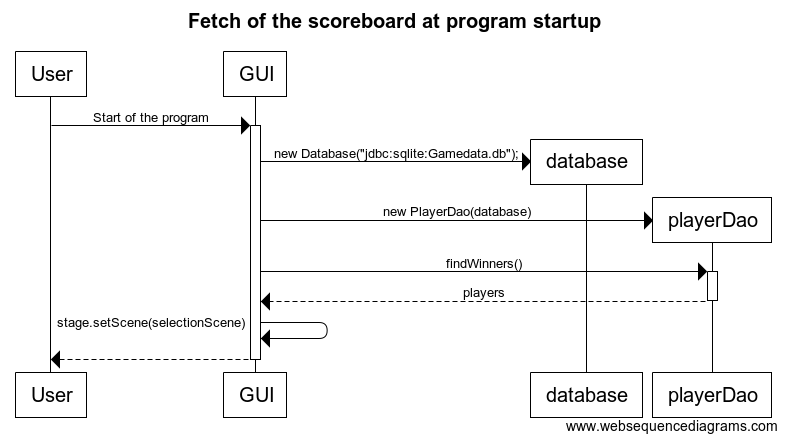 Fetch of the scoreboard at program startup
User
GUI
Start of the program
new Database("jdbc:sqlite:Gamedata.db");
database
new PlayerDao(database)
playerDao
findWinners()
players
stage.setScene(selectionScene)
User
GUI
database
playerDao
www.websequencediagrams.com